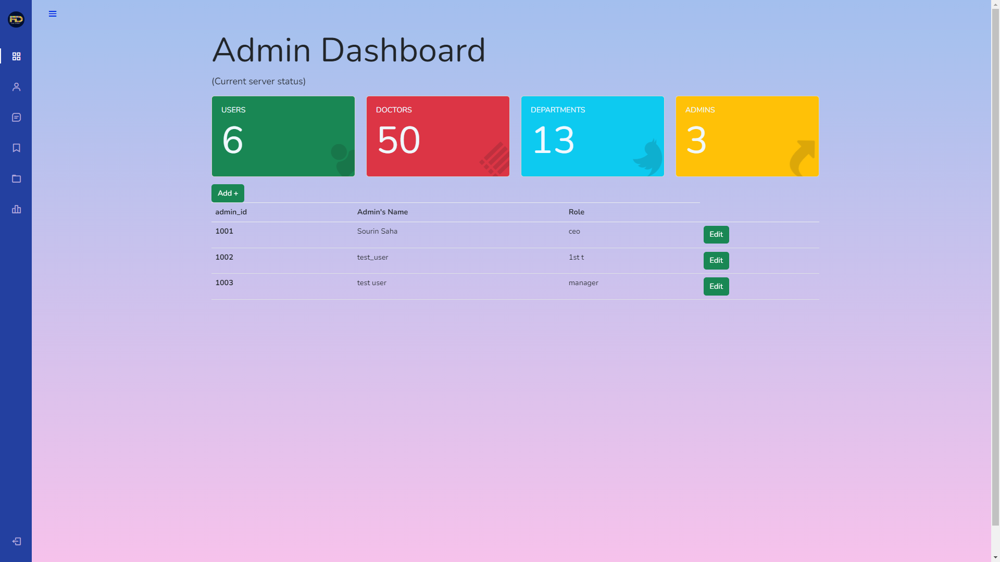 Admin Dashboard
(Current server status)
USERS DOCTORS DEPARTMENTS ADMINS
6 50 13 3
Add +
admin_id Admin's Name Role
1001 Sourin Saha ceo Edit
1002 test_user 1st t Edit
1003 test user manager Edit